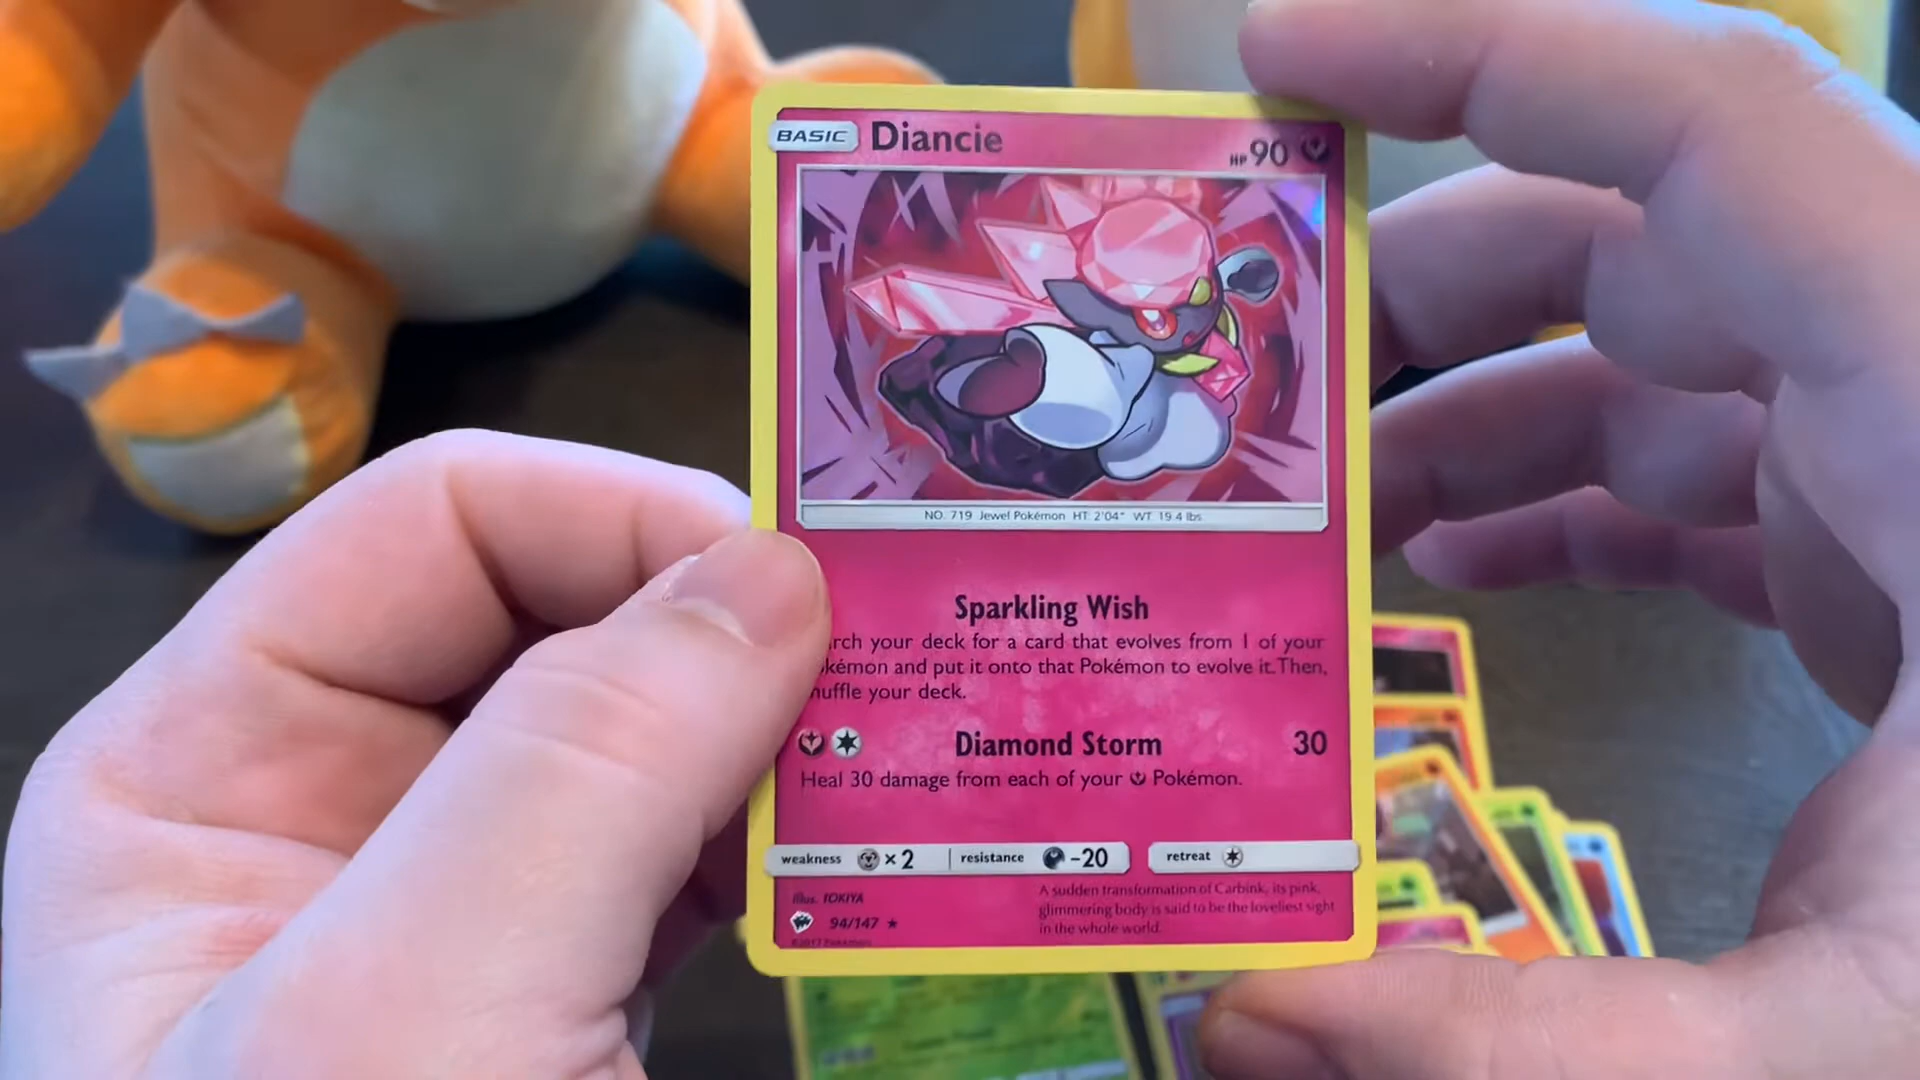 BASIC Diancie HP 90
NO. 719 Jewel Pokémon HT: 2'04" WT: 19.4 lbs.
Sparkling Wish
rch your deck for a card that evolves from 1 of your
kémon and put it onto that Pokémon to evolve it. Then,
uffle your deck.
Diamond Storm 30
Heal 30 damage from each of your Pokémon.
weakness ×2 resistance -20 retreat
Illus. TOKIYA
94/147
©2017 Pokémon
A sudden transformation of Carbink, its pink,
glimmering body is said to be the loveliest sight
in the whole world.